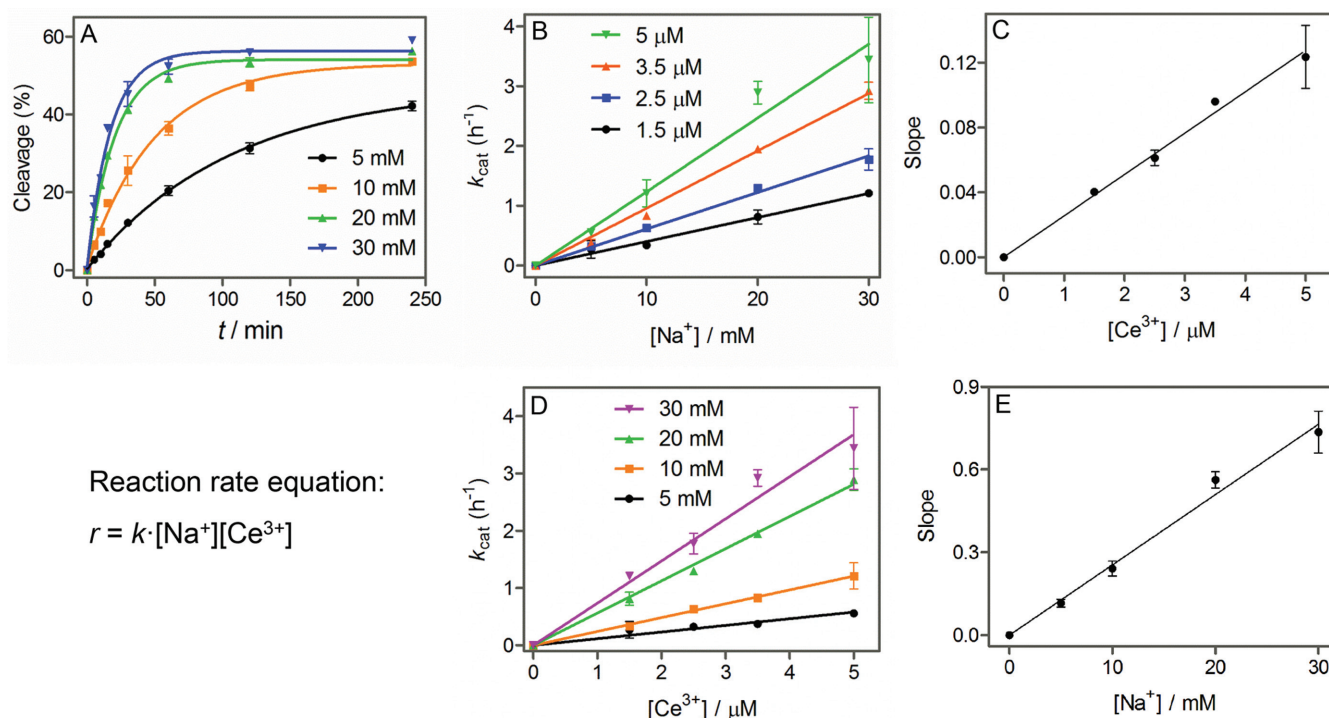 A
Cleavage (%)
60
40
20
0
5 mM
10 mM
20 mM
30 mM
0 50 100 150 200 250
t / min
B
k_cat (h⁻¹)
4
3
2
1
0
5 μM
3.5 μM
2.5 μM
1.5 μM
0 10 20 30
[Na⁺] / mM
C
Slope
0.12
0.08
0.04
0.00
0 1 2 3 4 5
[Ce³⁺] / μM
Reaction rate equation:
r = k·[Na⁺][Ce³⁺]
D
k_cat (h⁻¹)
4
3
2
1
0
30 mM
20 mM
10 mM
5 mM
0 1 2 3 4 5
[Ce³⁺] / μM
E
Slope
0.9
0.6
0.3
0.0
0 10 20 30
[Na⁺] / mM